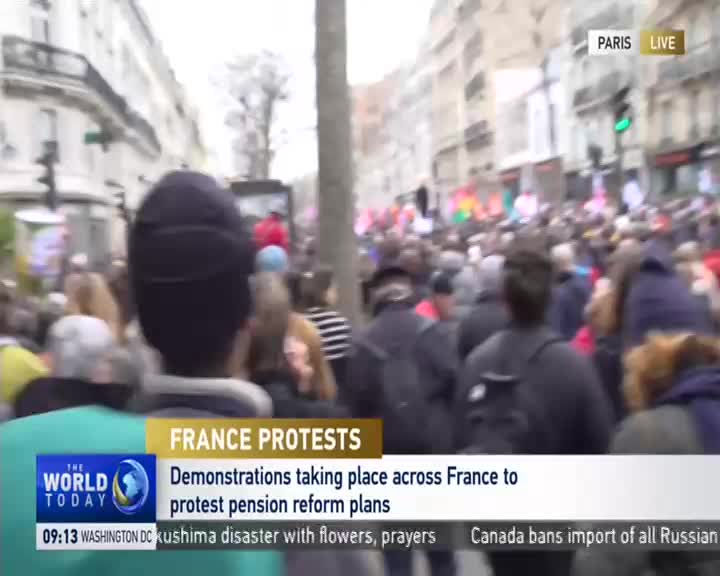 PARIS LIVE
FRANCE PROTESTS
Demonstrations taking place across France to
protest pension reform plans
THE
WORLD
TODAY
09:13 WASHINGTON DC kushima disaster with flowers, prayers Canada bans import of all Russian